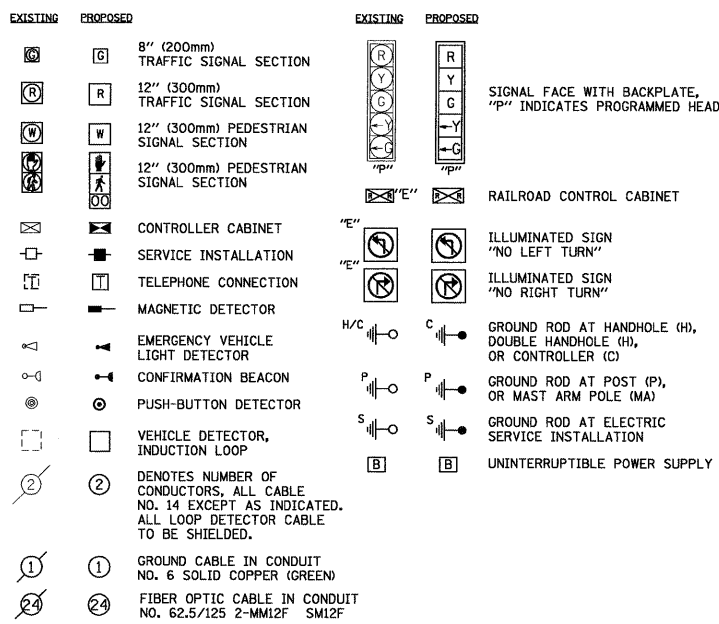 EXISTING PROPOSED
G G 8" (200mm)
TRAFFIC SIGNAL SECTION
R R 12" (300mm)
TRAFFIC SIGNAL SECTION
W W 12" (300mm) PEDESTRIAN
SIGNAL SECTION
12" (300mm) PEDESTRIAN
SIGNAL SECTION
00
CONTROLLER CABINET
SERVICE INSTALLATION
T T TELEPHONE CONNECTION
MAGNETIC DETECTOR
EMERGENCY VEHICLE
LIGHT DETECTOR
CONFIRMATION BEACON
PUSH-BUTTON DETECTOR
VEHICLE DETECTOR,
INDUCTION LOOP
2 2 DENOTES NUMBER OF
CONDUCTORS, ALL CABLE
NO. 14 EXCEPT AS INDICATED.
ALL LOOP DETECTOR CABLE
TO BE SHIELDED.
1 1 GROUND CABLE IN CONDUIT
NO. 6 SOLID COPPER (GREEN)
24 24 FIBER OPTIC CABLE IN CONDUIT
NO. 62.5/125 2-MM12F SM12F
EXISTING PROPOSED
R R
Y Y
G G
←Y ←Y
←G ←G
"P" "P"
SIGNAL FACE WITH BACKPLATE,
"P" INDICATES PROGRAMMED HEAD
R R "E" R R RAILROAD CONTROL CABINET
"E"
ILLUMINATED SIGN
"NO LEFT TURN"
"E"
ILLUMINATED SIGN
"NO RIGHT TURN"
H/C C GROUND ROD AT HANDHOLE (H),
DOUBLE HANDHOLE (H),
OR CONTROLLER (C)
P P GROUND ROD AT POST (P),
OR MAST ARM POLE (MA)
S S GROUND ROD AT ELECTRIC
SERVICE INSTALLATION
B B UNINTERRUPTIBLE POWER SUPPLY